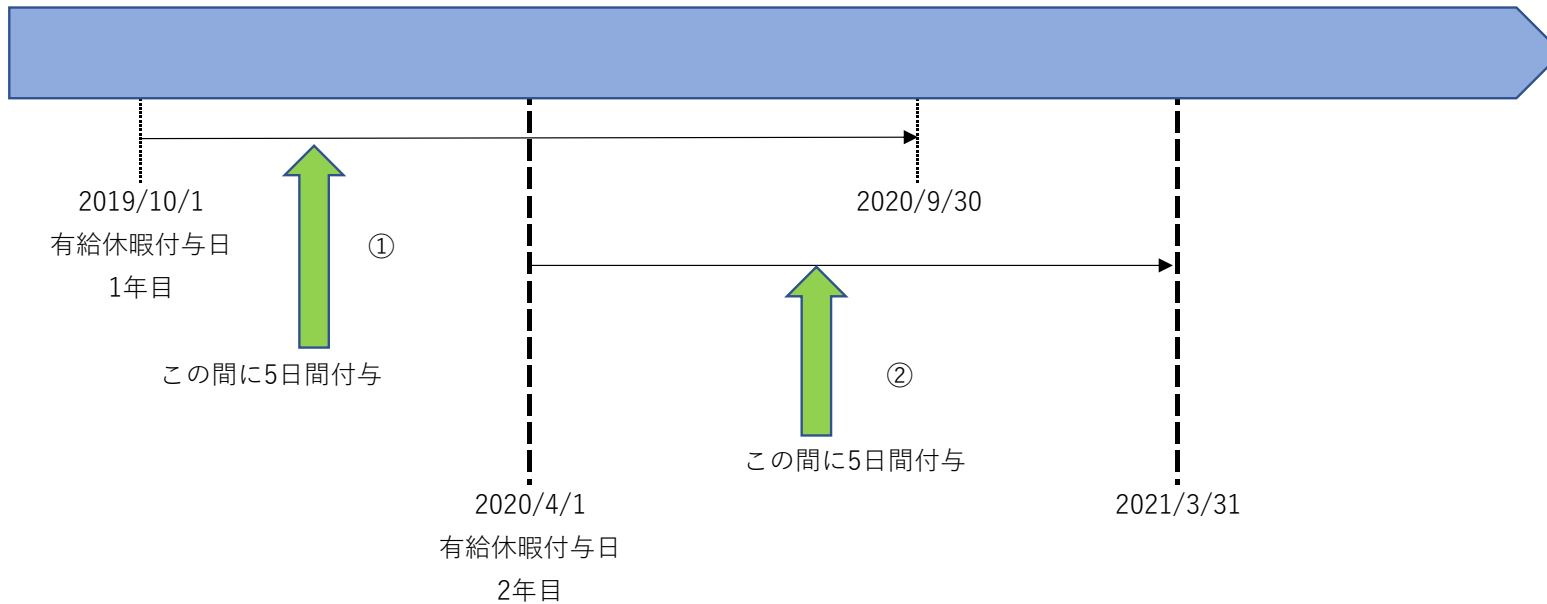 2019/10/1
有給休暇付与日
1年目
①
この間に5日間付与
2020/9/30
②
この間に5日間付与
2020/4/1
有給休暇付与日
2年目
2021/3/31